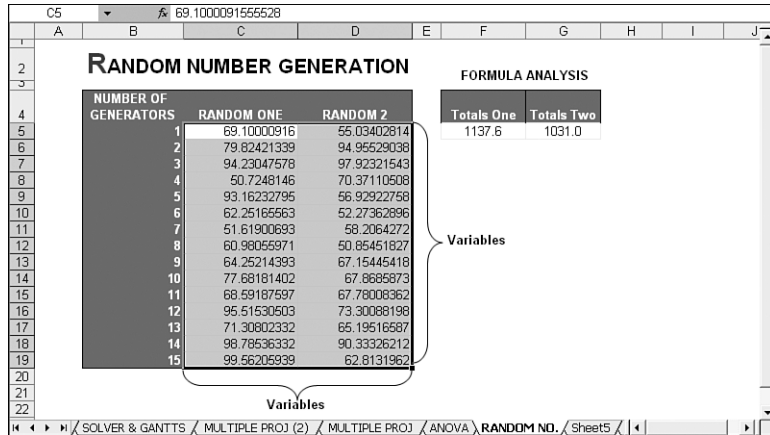 C5 fx 69.1000091555528
A B C D E F G H I J
2 RANDOM NUMBER GENERATION FORMULA ANALYSIS
3
NUMBER OF
4 GENERATORS RANDOM ONE RANDOM 2 Totals One Totals Two
5 1 69.10000916 55.03402814 1137.6 1031.0
6 2 79.82421339 94.95529038
7 3 94.23047578 97.92321543
8 4 50.7248146 70.37110508
9 5 93.16232795 56.92922758
10 6 62.25165563 52.27362896
11 7 51.61900693 58.2064272
12 8 60.98055971 50.85451827 Variables
13 9 64.25214393 67.15445418
14 10 77.68181402 67.8685873
15 11 68.59187597 67.78008362
16 12 95.51530503 73.30088198
17 13 71.30802332 65.19516587
18 14 98.78536332 90.33326212
19 15 99.56205939 62.8131962
20
21
22 Variables
SOLVER & GANTTS MULTIPLE PROJ (2) MULTIPLE PROJ ANOVA RANDOM NO. Sheet5